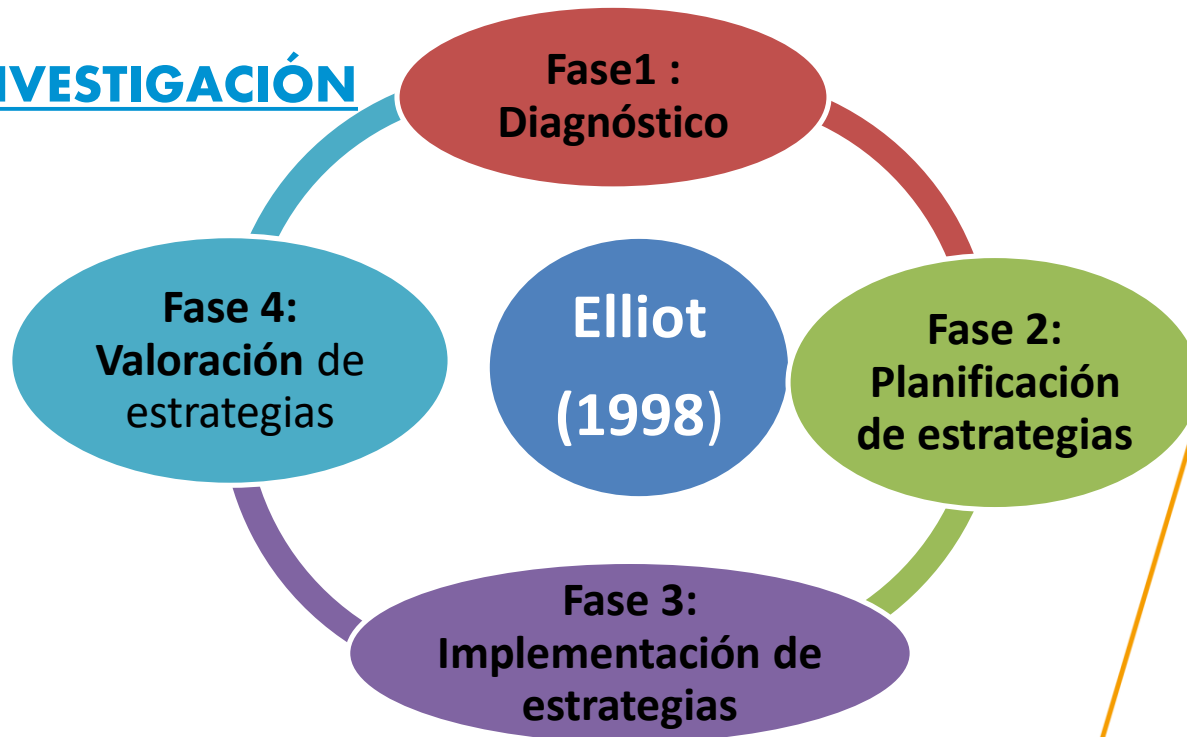 NVESTIGACIÓN
Fase1 :
Diagnóstico
Elliot
(1998)
Fase 2:
Planificación
de estrategias
Fase 3:
Implementación de
estrategias
Fase 4:
Valoración de
estrategias